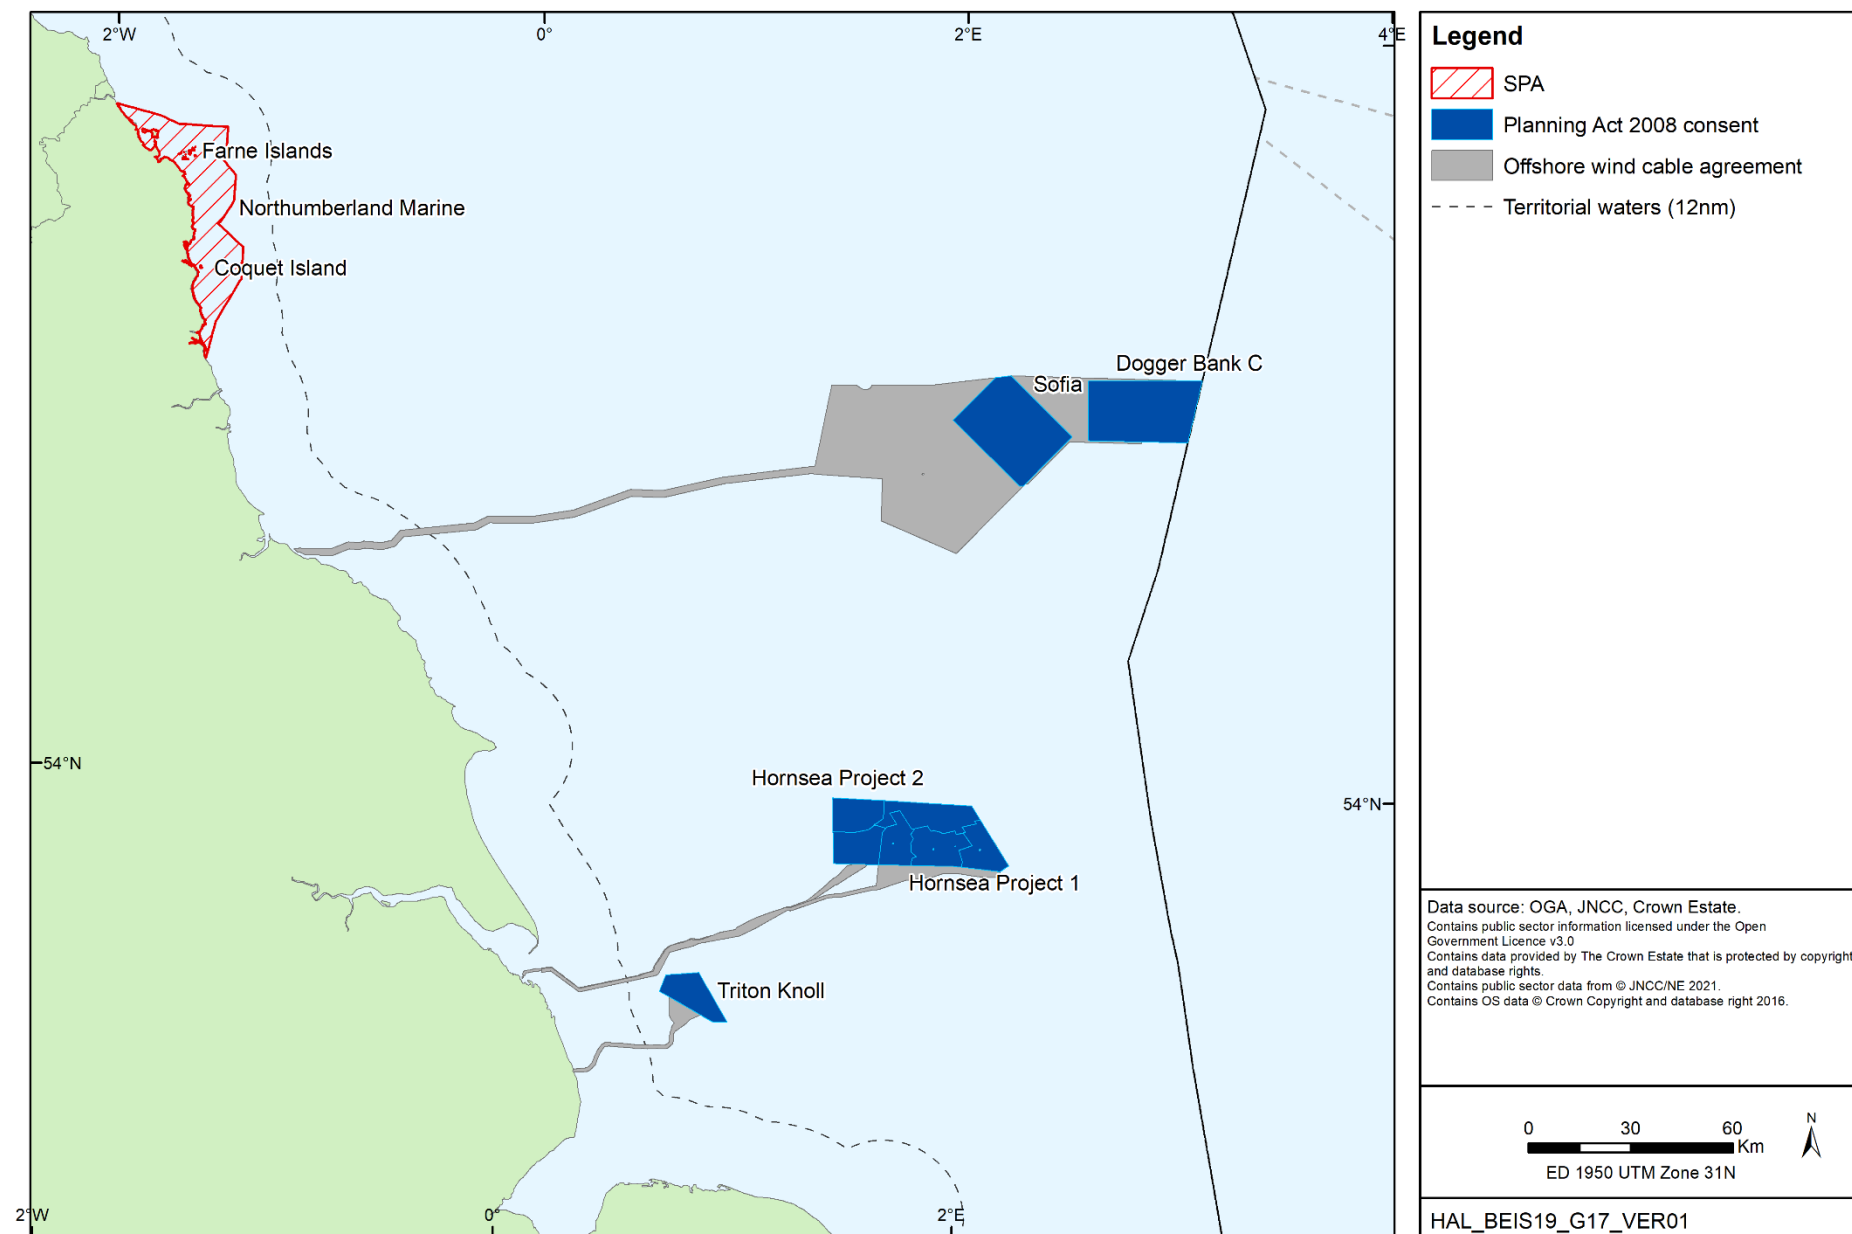 2°W
0°
2°E
4°E
Farne Islands
Northumberland Marine
Coquet Island
Dogger Bank C
Sofia
54°N
Hornsea Project 2
54°N
Hornsea Project 1
Triton Knoll
2°W
0°
2°E
Legend
SPA
Planning Act 2008 consent
Offshore wind cable agreement
Territorial waters (12nm)
Data source: OGA, JNCC, Crown Estate.
Contains public sector information licensed under the Open
Government Licence v3.0
Contains data provided by The Crown Estate that is protected by copyright
and database rights.
Contains public sector data from © JNCC/NE 2021.
Contains OS data © Crown Copyright and database right 2016.
0 30 60
Km
N
ED 1950 UTM Zone 31N
HAL_BEIS19_G17_VER01